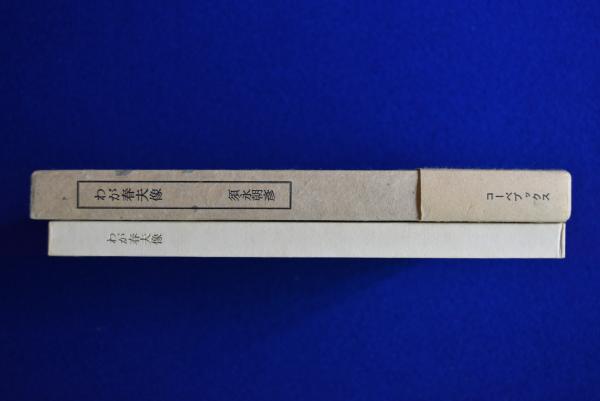 わが春夫像
須永朝彦
コーベブックス
わが春夫像